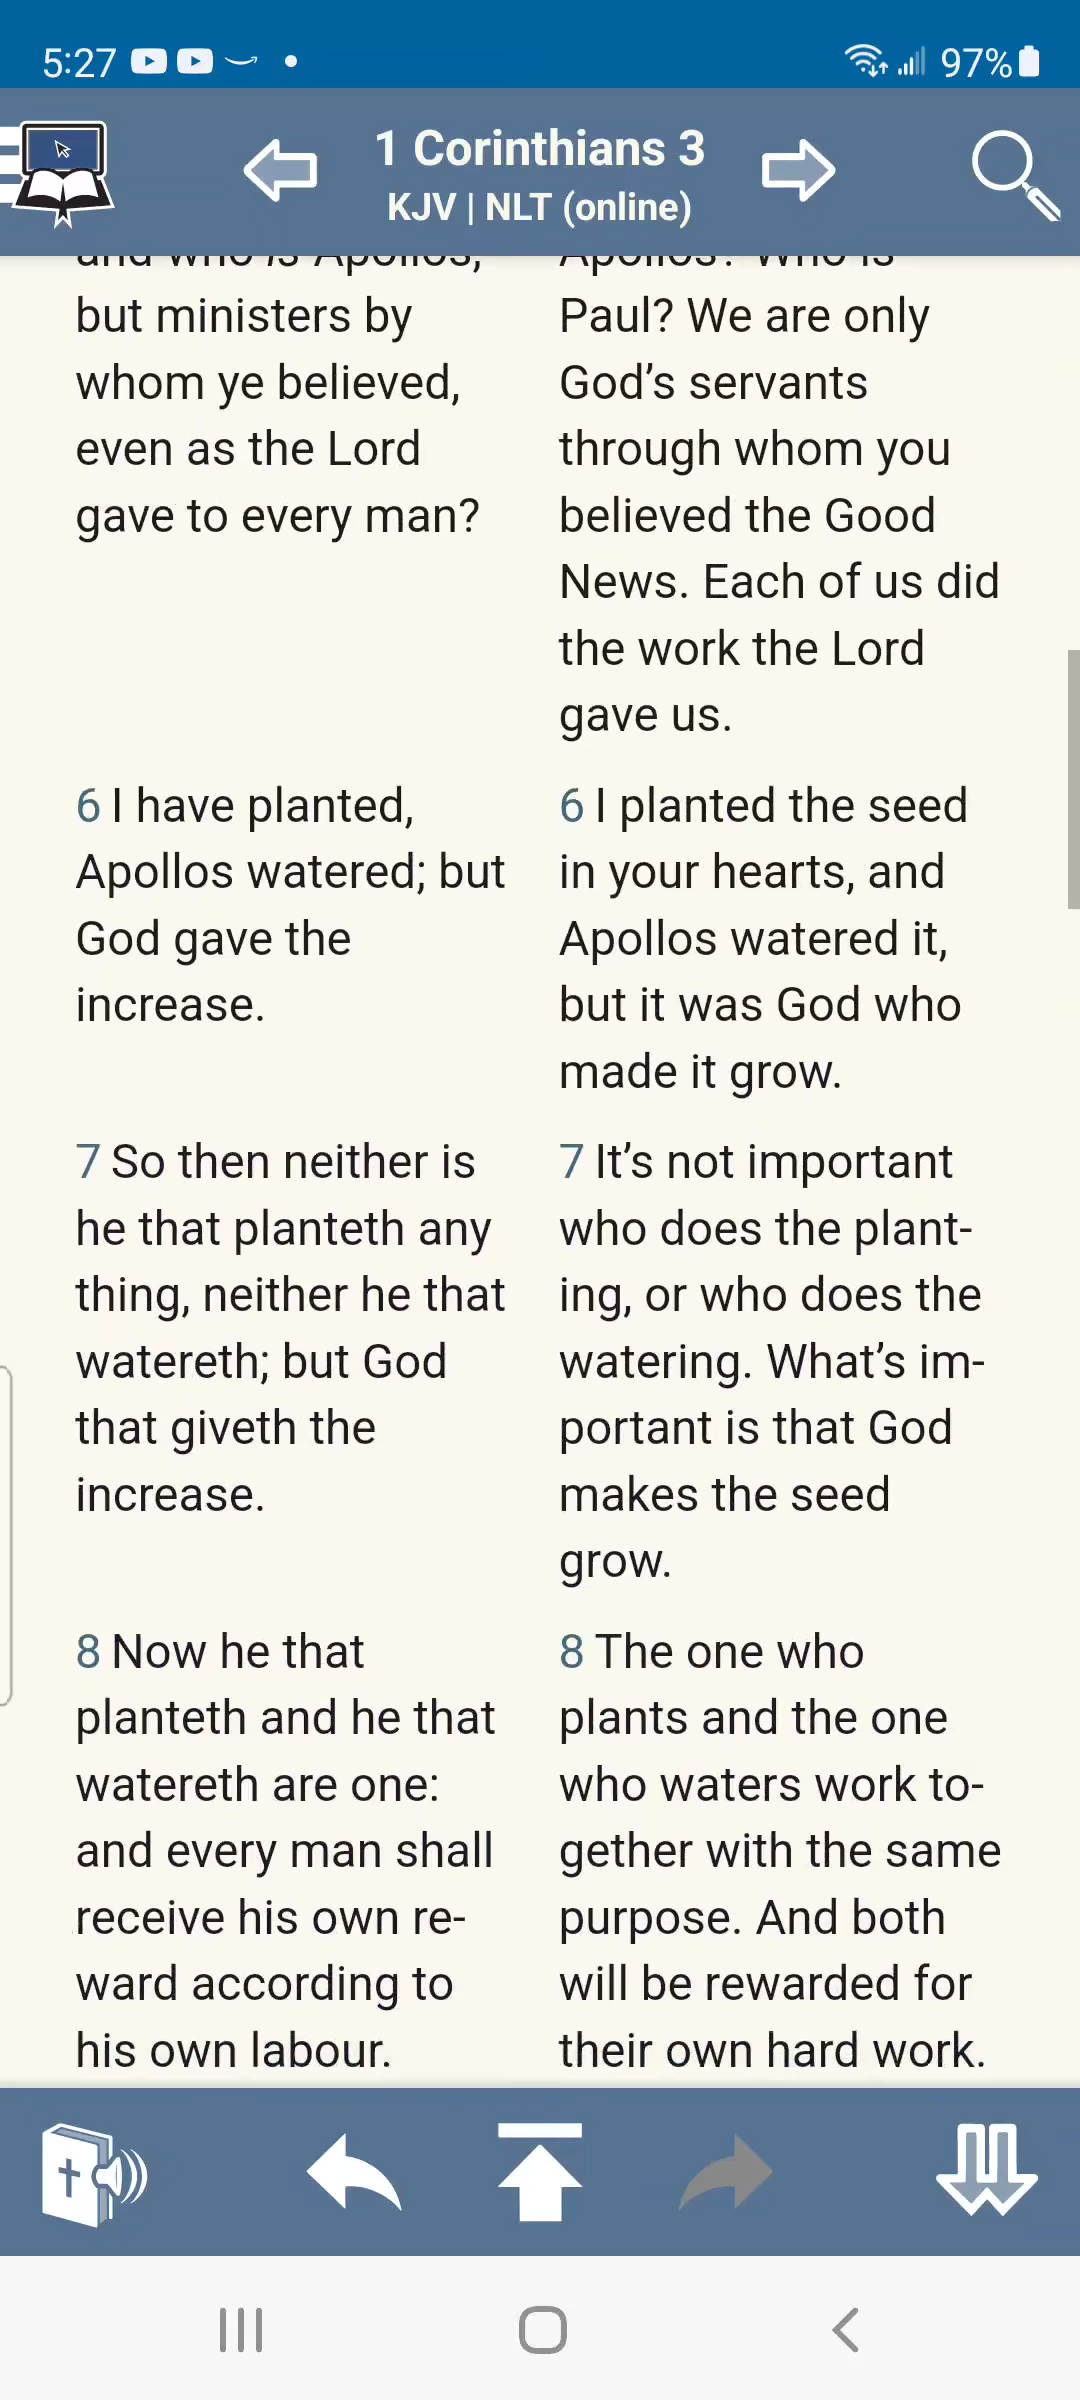 5:27
97%
1 Corinthians 3
KJV | NLT (online)
and who is Apollos,
but ministers by
whom ye believed,
even as the Lord
gave to every man?
6 I have planted,
Apollos watered; but
God gave the
increase.
7 So then neither is
he that planteth any
thing, neither he that
watereth; but God
that giveth the
increase.
8 Now he that
planteth and he that
watereth are one:
and every man shall
receive his own re-
ward according to
his own labour.
Apollos? Who is
Paul? We are only
God’s servants
through whom you
believed the Good
News. Each of us did
the work the Lord
gave us.
6 I planted the seed
in your hearts, and
Apollos watered it,
but it was God who
made it grow.
7 It’s not important
who does the plant-
ing, or who does the
watering. What’s im-
portant is that God
makes the seed
grow.
8 The one who
plants and the one
who waters work to-
gether with the same
purpose. And both
will be rewarded for
their own hard work.